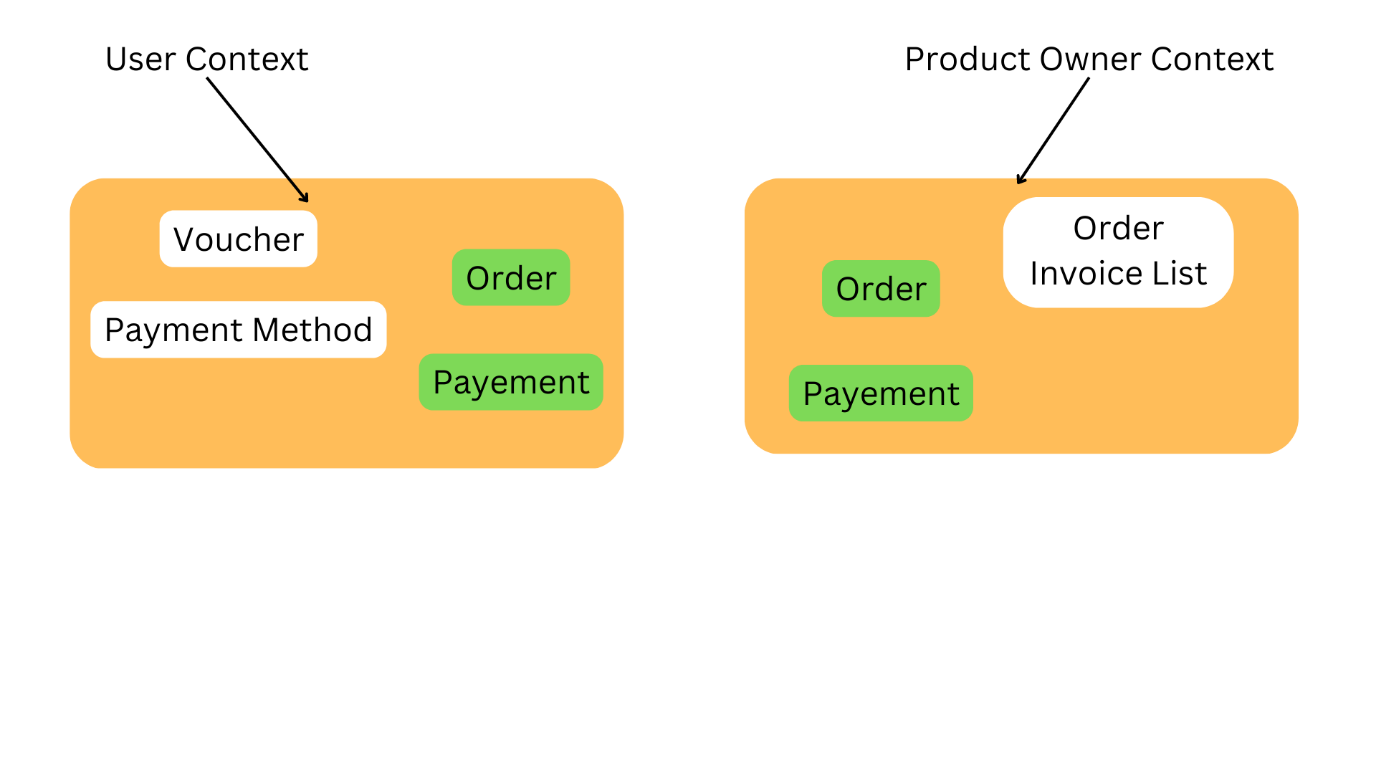 User Context
Product Owner Context
Voucher
Payment Method
Order
Payement
Order
Invoice List
Order
Payement